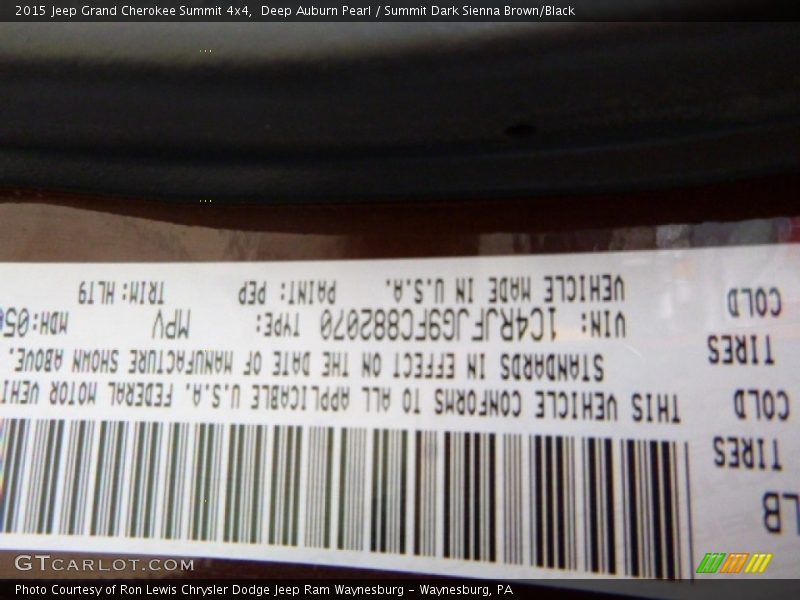 2015 Jeep Grand Cherokee Summit 4x4, Deep Auburn Pearl / Summit Dark Sienna Brown/Black
LB
TIRES
COLD
TIRES
COLD
THIS VEHICLE CONFORMS TO ALL APPLICABLE U.S.A. FEDERAL MOTOR
STANDARDS IN EFFECT ON THE DATE OF MANUFACTURE SHOWN ABOVE.
VIN: 1C4RJFJG9FC882070 TYPE: MPV MDH:
VEHICLE MADE IN U.S.A. PAINT: PEP TRIM: HLT9
GTCARLOT.COM
Photo Courtesy of Ron Lewis Chrysler Dodge Jeep Ram Waynesburg - Waynesburg, PA